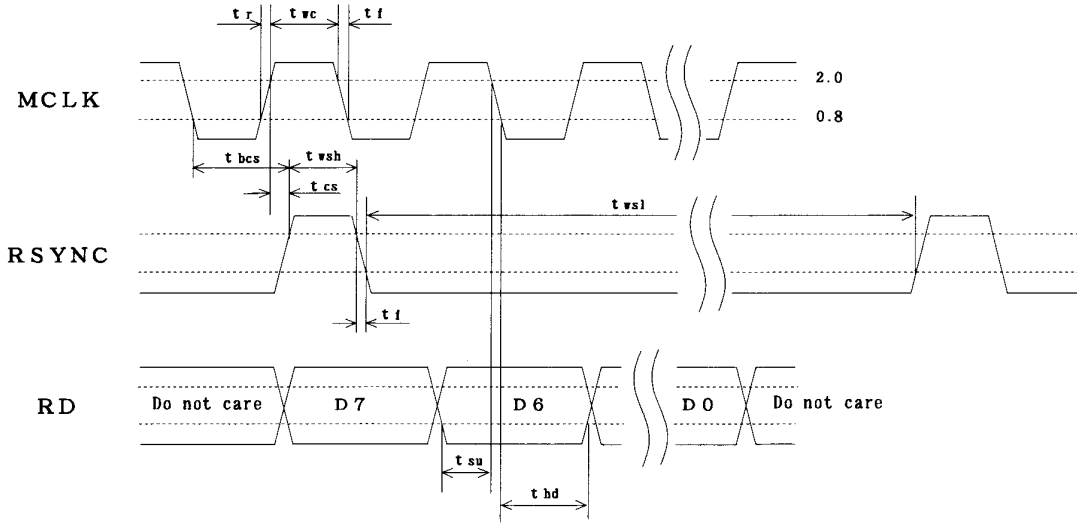 t r
t wc
t f
MCLK
2.0
0.8
t bcs
t wsh
t cs
t wsl
RSYNC
t f
RD
Do not care
D7
D6
D0
Do not care
t su
t hd